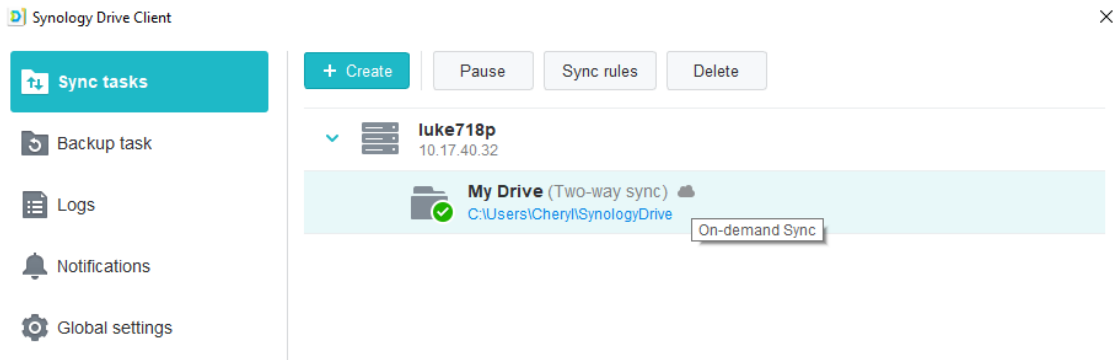 Synology Drive Client
Sync tasks
Backup task
Logs
Notifications
Global settings
+ Create
Pause
Sync rules
Delete
luke718p
10.17.40.32
My Drive (Two-way sync)
C:\Users\Cheryl\SynologyDrive
On-demand Sync